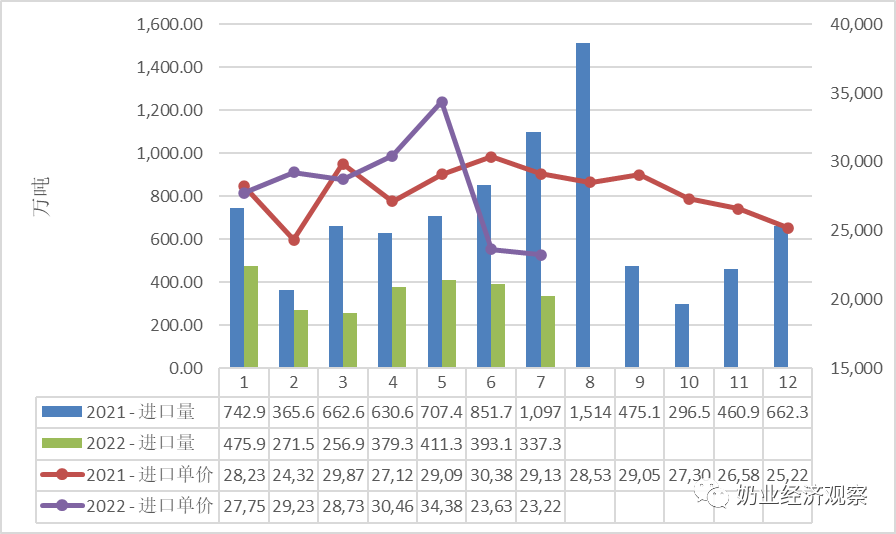 1,600.00
1,400.00
1,200.00
1,000.00
800.00
600.00
400.00
200.00
0.00
万吨
40,000
35,000
30,000
25,000
20,000
15,000
1 2 3 4 5 6 7 8 9 10 11 12
2021 - 进口量 742.9 365.6 662.6 630.6 707.4 851.7 1,097 1,514 475.1 296.5 460.9 662.3
2022 - 进口量 475.9 271.5 256.9 379.3 411.3 393.1 337.3
2021 - 进口单价 28,23 24,32 29,87 27,12 29,09 30,38 29,13 28,53 29,05 27,30 26,58 25,22
2022 - 进口单价 27,75 29,23 28,73 30,46 34,38 23,63 23,22
奶业经济观察